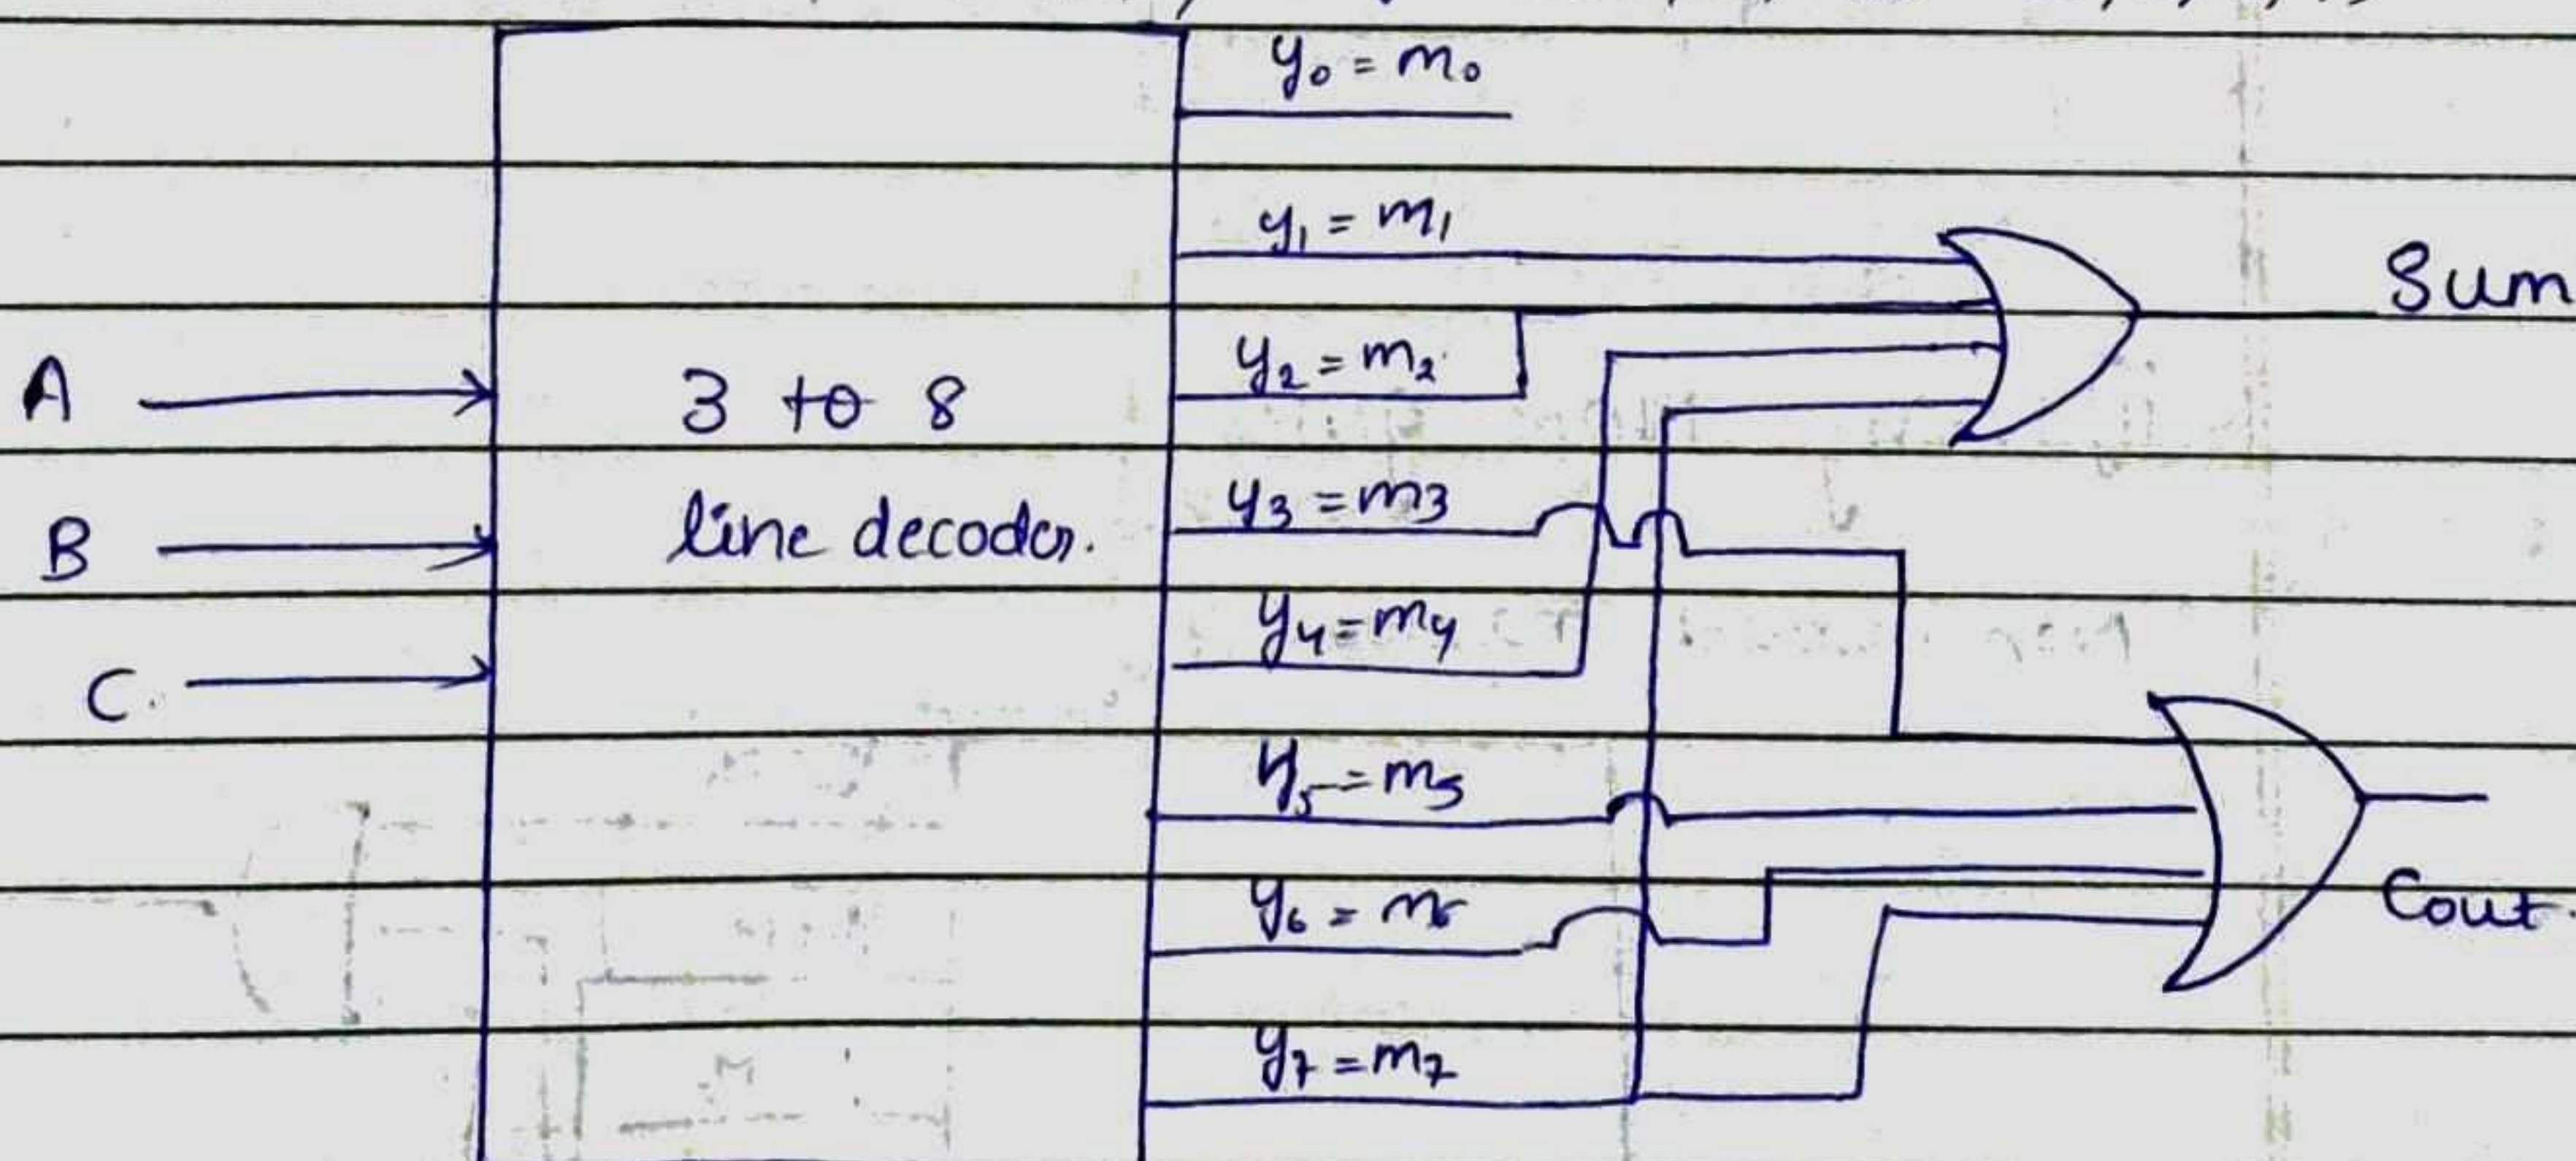 y₀ = m₀
y₁ = m₁
Sum
y₂ = m₂
A
3 to 8
y₃ = m₃
B
line decoder.
y₄ = m₄
C.
y₅ = m₅
y₆ = m₆
Cout.
y₇ = m₇